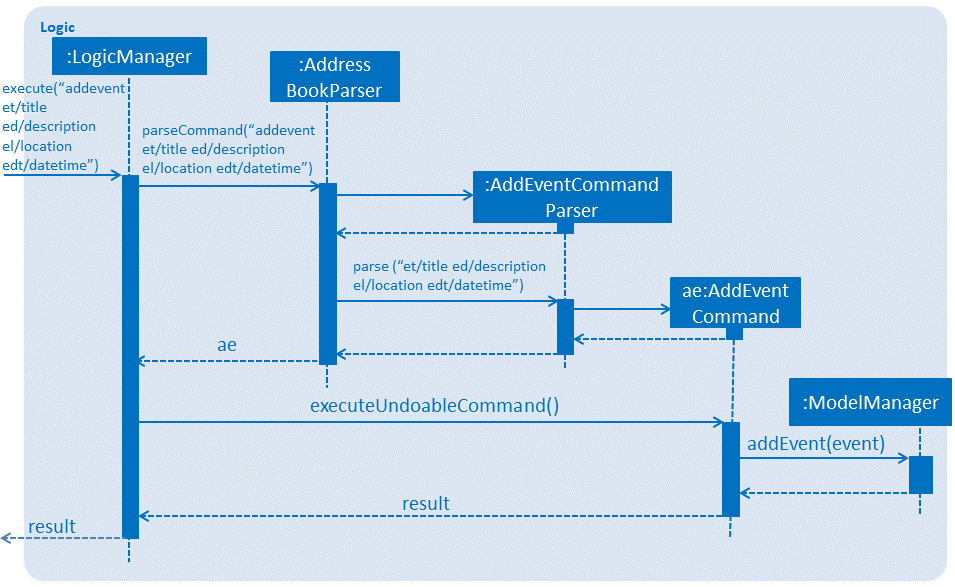 Logic
:LogicManager
:Address
BookParser
execute(“addevent
et/title
ed/description
el/location
edt/datetime”)
parseCommand(“addevent
et/title ed/description
el/location edt/datetime”)
:AddEventCommand
Parser
parse (“et/title ed/description
el/location edt/datetime”)
ae:AddEvent
Command
ae
executeUndoableCommand()
:ModelManager
addEvent(event)
result
result